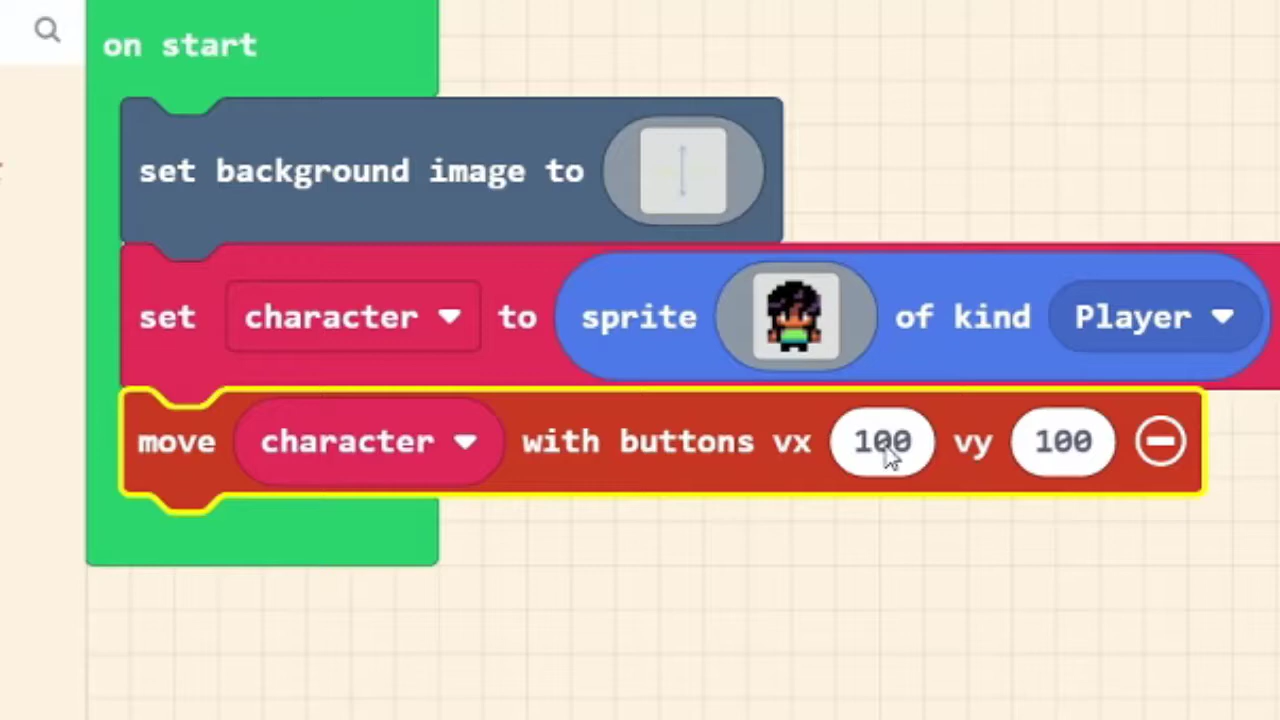 on start
set background image to
set character to sprite of kind Player
move character with buttons vx 100 vy 100